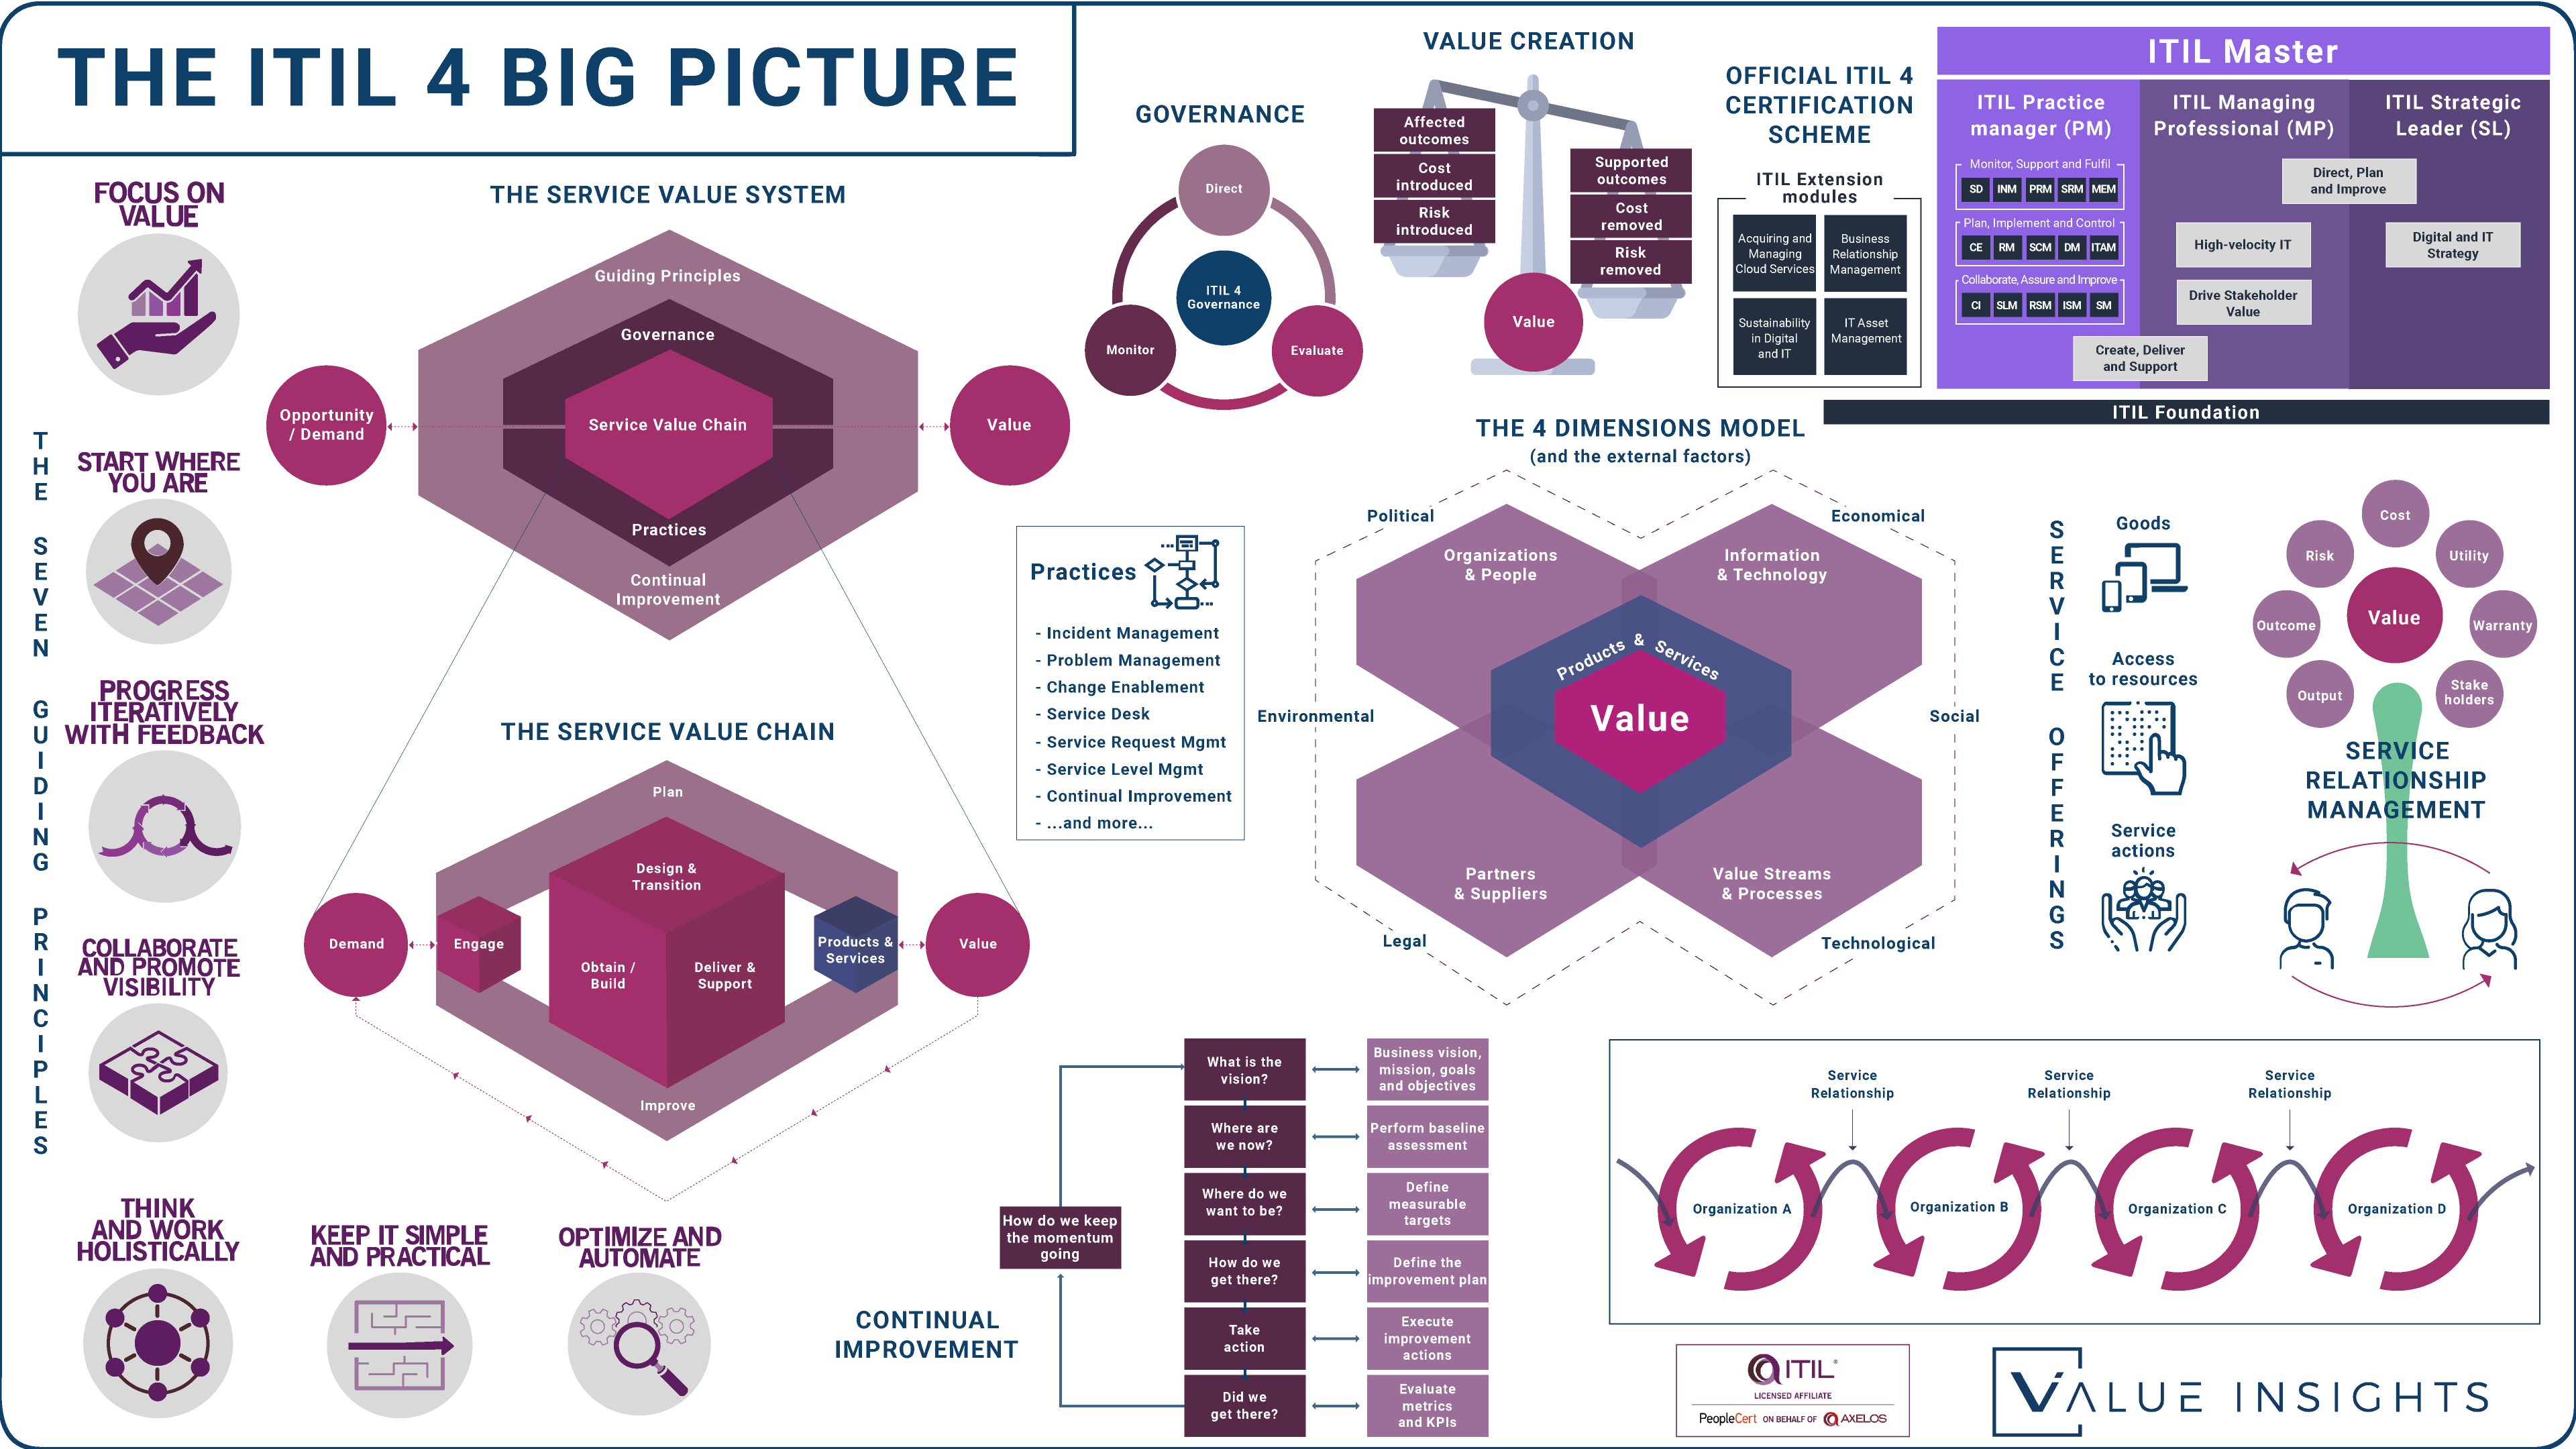 THE ITIL 4 BIG PICTURE
FOCUS ON
VALUE
START WHERE
YOU ARE
PROGRESS
ITERATIVELY
WITH FEEDBACK
COLLABORATE
AND PROMOTE
VISIBILITY
THINK
AND WORK
HOLISTICALLY
KEEP IT SIMPLE
AND PRACTICAL
OPTIMIZE AND
AUTOMATE
THE SEVEN GUIDING PRINCIPLES
THE SERVICE VALUE SYSTEM
Guiding Principles
Governance
Opportunity
/ Demand
Service Value Chain
Value
Practices
Continual
Improvement
THE SERVICE VALUE CHAIN
Plan
Design &
Transition
Demand
Engage
Obtain /
Build
Deliver &
Support
Products &
Services
Value
Improve
GOVERNANCE
Direct
ITIL 4
Governance
Monitor
Evaluate
VALUE CREATION
Affected
outcomes
Cost
introduced
Risk
introduced
Supported
outcomes
Cost
removed
Risk
removed
Value
OFFICIAL ITIL 4
CERTIFICATION
SCHEME
ITIL Extension
modules
Acquiring and
Managing
Cloud Services
Business
Relationship
Management
Sustainability
in Digital
and IT
IT Asset
Management
ITIL Master
ITIL Practice
manager (PM)
Monitor, Support and Fulfil
SD INM PRM SRM MEM
Plan, Implement and Control
CE RM SCM DM ITAM
Collaborate, Assure and Improve
CI SLM RSM ISM SM
ITIL Managing
Professional (MP)
ITIL Strategic
Leader (SL)
Direct, Plan
and Improve
High-velocity IT
Digital and IT
Strategy
Drive Stakeholder
Value
Create, Deliver
and Support
ITIL Foundation
Practices
- Incident Management
- Problem Management
- Change Enablement
- Service Desk
- Service Request Mgmt
- Service Level Mgmt
- Continual Improvement
- ...and more...
THE 4 DIMENSIONS MODEL
(and the external factors)
Political
Economical
Organizations
& People
Information
& Technology
Products & Services
Value
Environmental
Social
Partners
& Suppliers
Value Streams
& Processes
Legal
Technological
SERVICE OFFERINGS
Goods
Access
to resources
Service
actions
Cost
Risk
Utility
Outcome
Value
Warranty
Output
Stake
holders
SERVICE
RELATIONSHIP
MANAGEMENT
CONTINUAL
IMPROVEMENT
How do we keep
the momentum
going
What is the
vision?
Business vision,
mission, goals
and objectives
Where are
we now?
Perform baseline
assessment
Where do we
want to be?
Define
measurable
targets
How do we
get there?
Define the
improvement plan
Take
action
Execute
improvement
actions
Did we
get there?
Evaluate
metrics
and KPIs
Service
Relationship
Service
Relationship
Service
Relationship
Organization A
Organization B
Organization C
Organization D
ITIL®
LICENSED AFFILIATE
PeopleCert ON BEHALF OF AXELOS
VALUE INSIGHTS